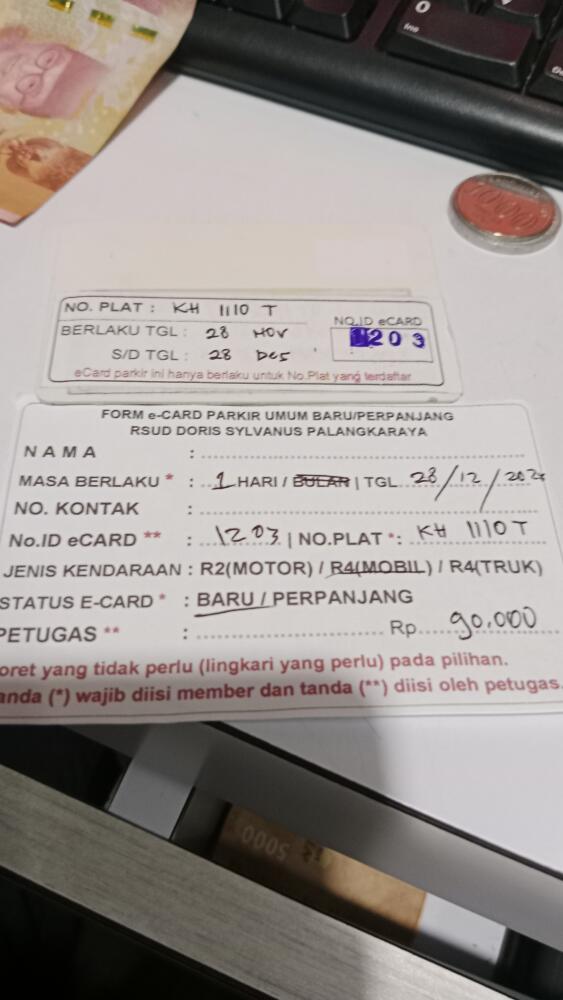 0
Ins
1000
NO. PLAT : KH 1110 T
BERLAKU TGL : 28 NOV
S/D TGL : 28 Des
NO.ID eCARD
1203
eCard parkir ini hanya berlaku untuk No.Plat yang terdaftar
FORM e-CARD PARKIR UMUM BARU/PERPANJANG
RSUD DORIS SYLVANUS PALANGKARAYA
NAMA :
MASA BERLAKU * : 1 HARI / BULAN | TGL 28/12/
NO. KONTAK :
No.ID eCARD ** : 1203 | NO.PLAT *: KH 1110 T
JENIS KENDARAAN : R2(MOTOR) / R4(MOBIL) / R4(TRUK)
STATUS E-CARD * : BARU / PERPANJANG
PETUGAS ** : Rp 90.000
oret yang tidak perlu (lingkari yang perlu) pada pilihan.
anda (*) wajib diisi member dan tanda (**) diisi oleh petugas.
5000